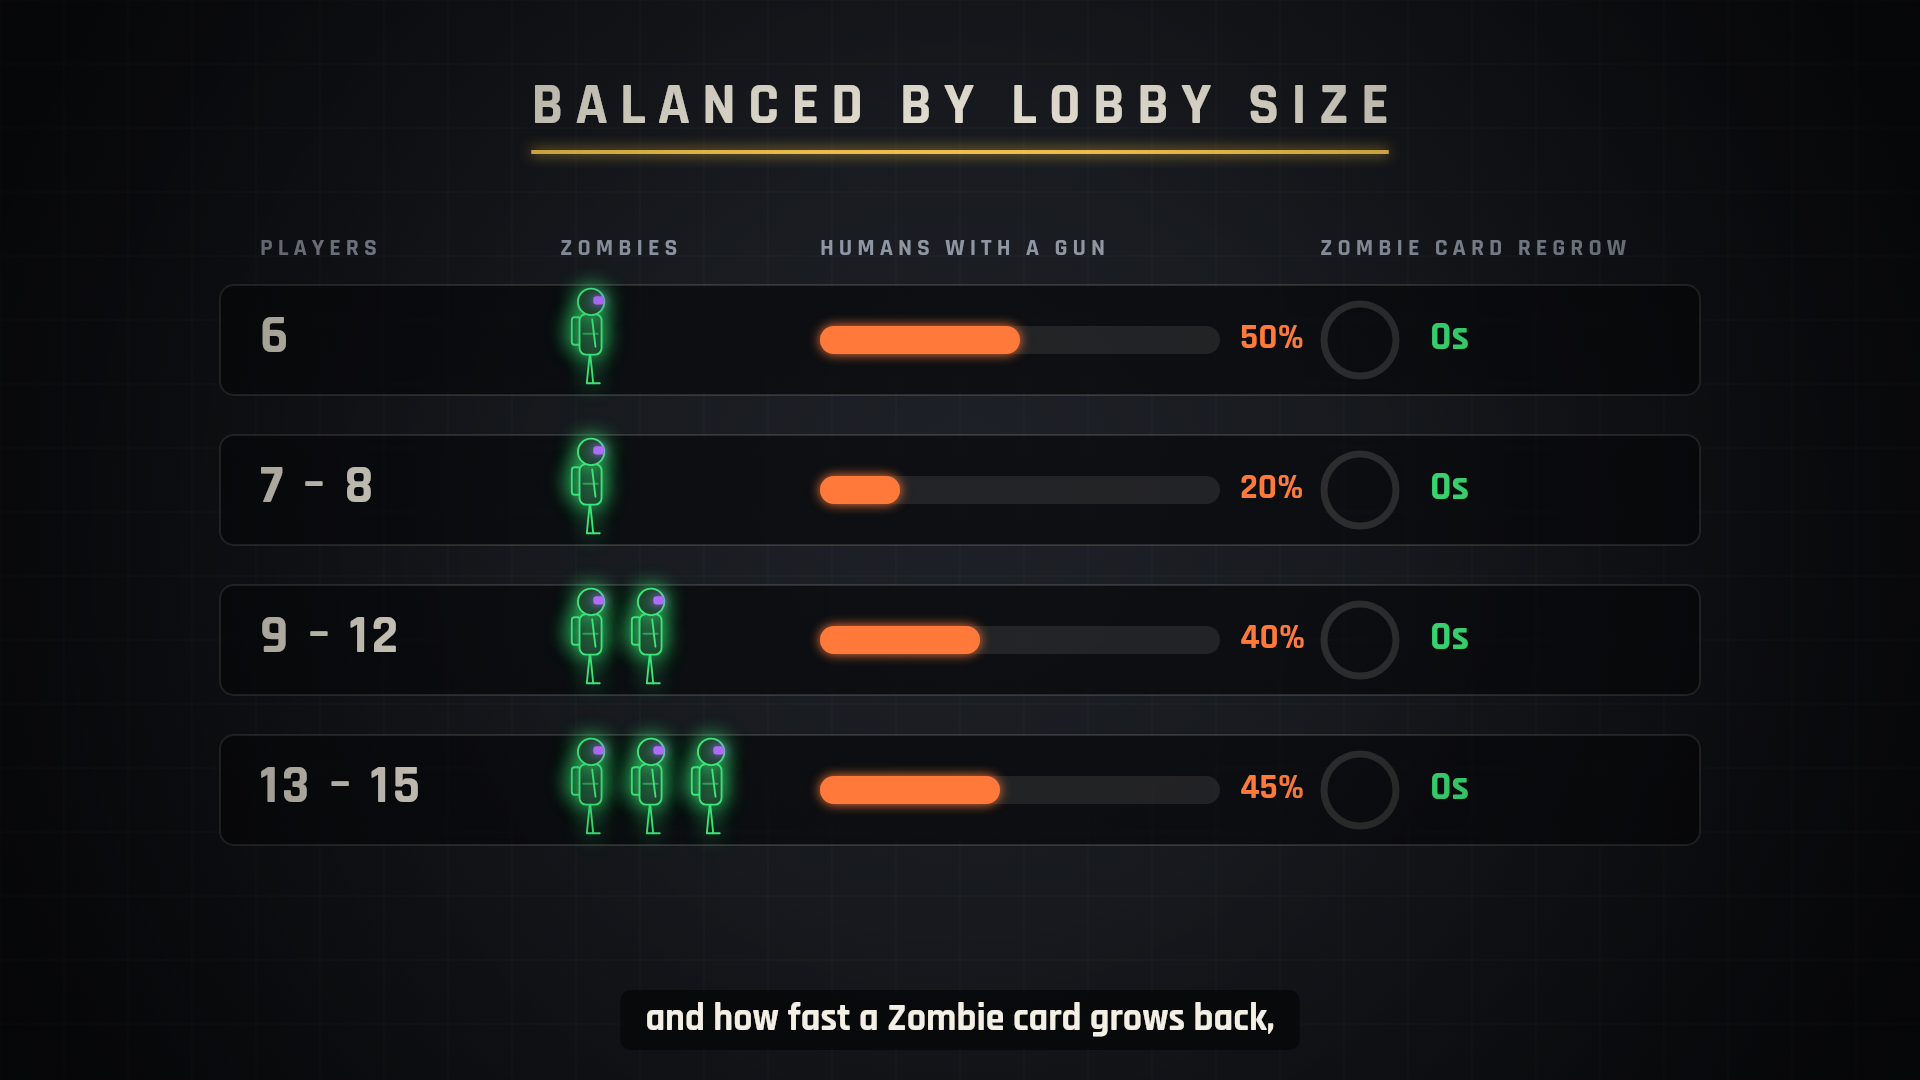 BALANCED BY LOBBY SIZE
PLAYERS ZOMBIES HUMANS WITH A GUN ZOMBIE CARD REGROW
6 50% 0s
7 - 8 20% 0s
9 - 12 40% 0s
13 - 15 45% 0s
and how fast a Zombie card grows back,